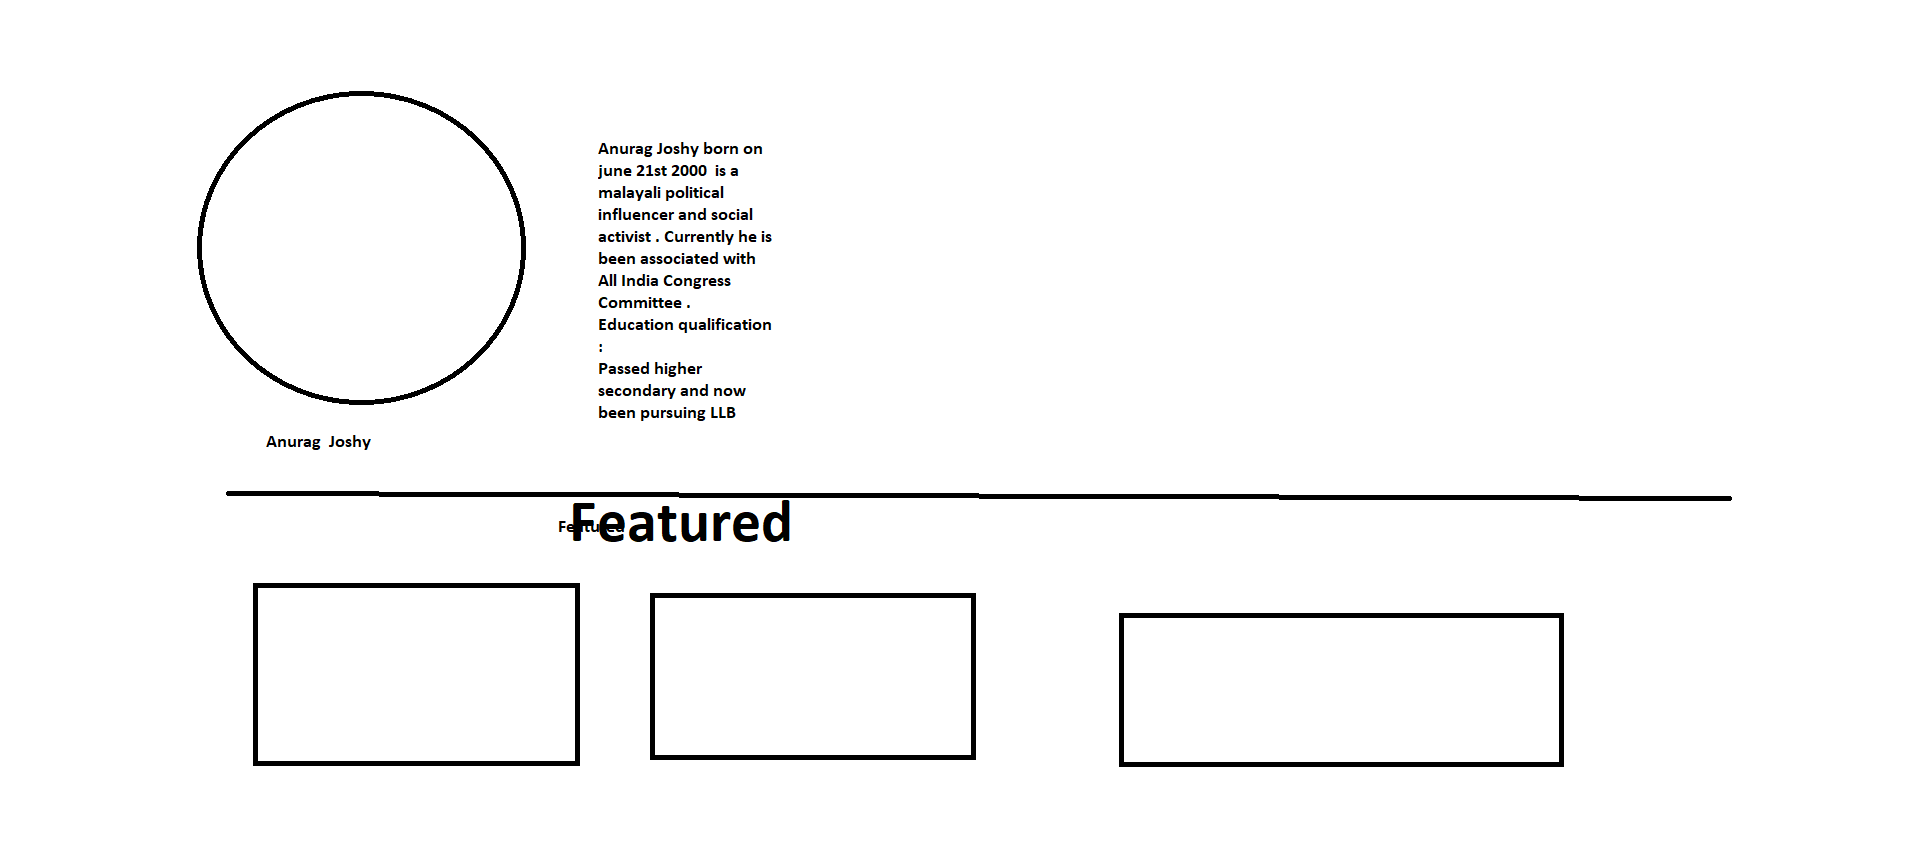 Anurag Joshy born on
june 21st 2000  is a
malayali political
influencer and social
activist . Currently he is
been associated with
All India Congress
Committee .
Education qualification
:
Passed higher
secondary and now
been pursuing LLB
Anurag  Joshy
Featured
Featured